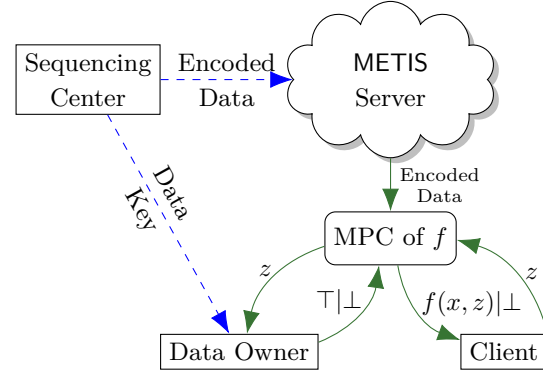 Sequencing
Center
Encoded
Data
METIS
Server
Encoded
Data
Data
Key
MPC of f
z
⊤|⊥
f(x, z)|⊥
z
Data Owner
Client